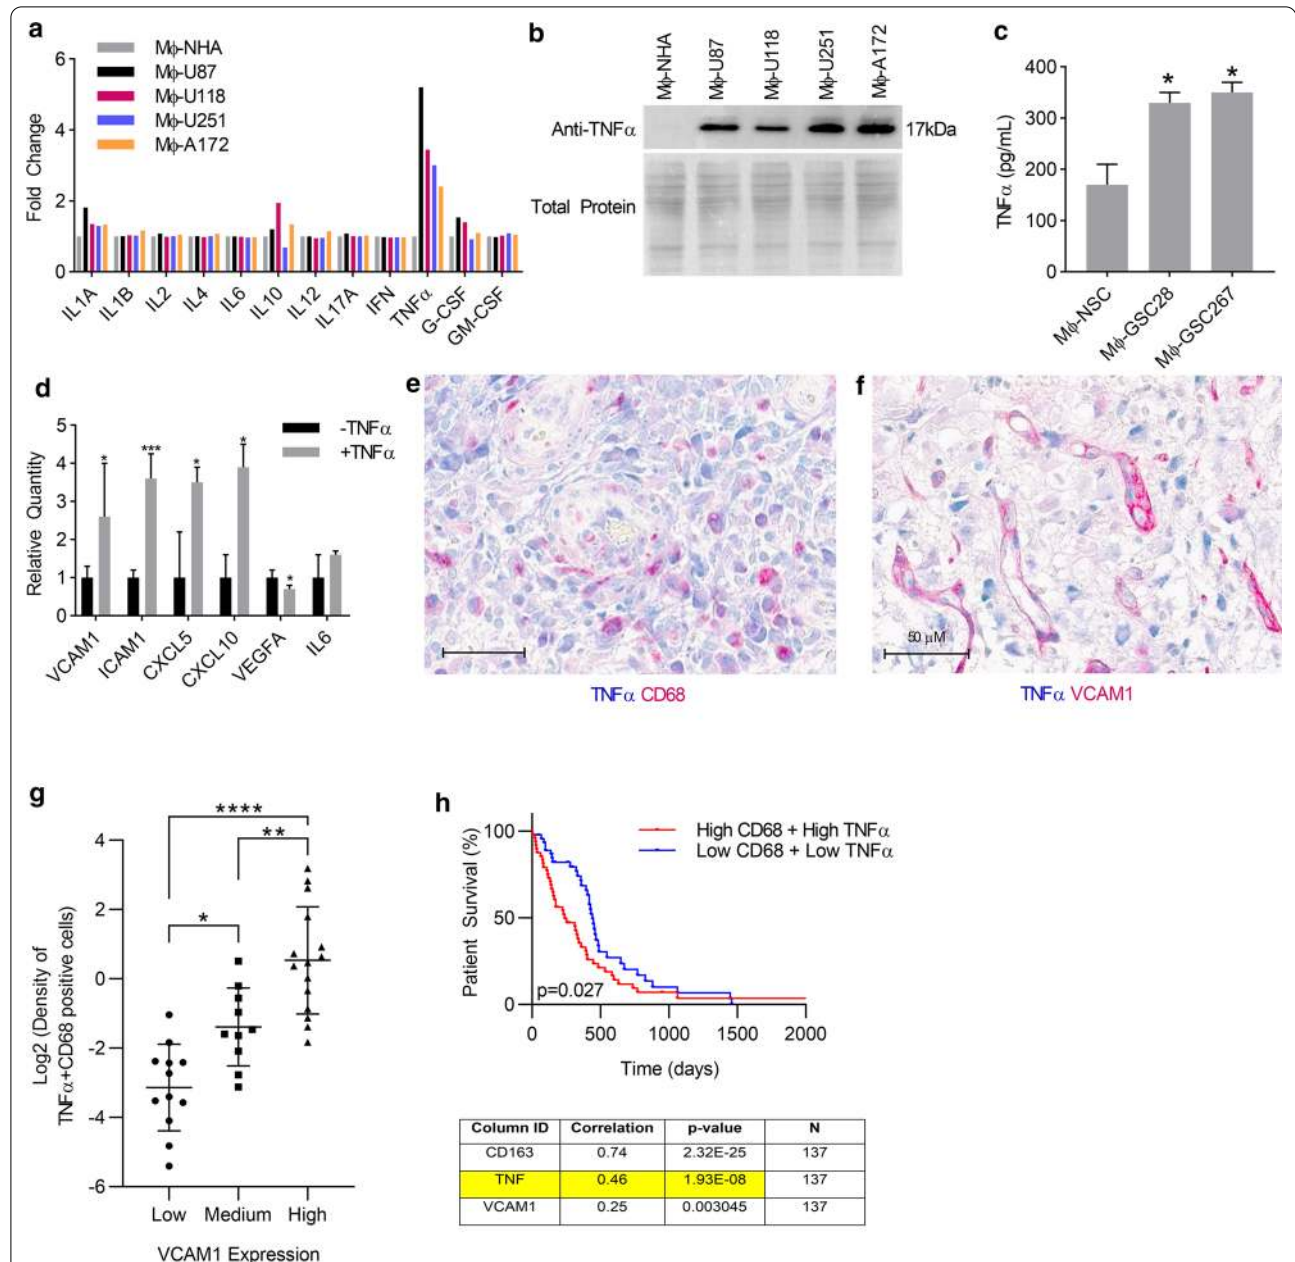 a
Mϕ-NHA
Mϕ-U87
Mϕ-U118
Mϕ-U251
Mϕ-A172
Fold Change
6
4
2
0
IL1A
IL1B
IL2
IL4
IL6
IL10
IL12
IL17A
IFN
TNFα
G-CSF
GM-CSF
b
Mϕ-NHA
Mϕ-U87
Mϕ-U118
Mϕ-U251
Mϕ-A172
Anti-TNFα
17kDa
Total Protein
c
TNFα (pg/mL)
400
300
200
100
0
* *
Mϕ-NSC
Mϕ-GSC28
Mϕ-GSC267
d
-TNFα
+TNFα
Relative Quantity
5
4
3
2
1
0
* *** * * *
VCAM1
ICAM1
CXCL5
CXCL10
VEGFA
IL6
e
TNFα CD68
f
50 µM
TNFα VCAM1
g
Log2 (Density of
TNFα+CD68 positive cells)
4
2
0
-2
-4
-6
****
**
*
Low Medium High
VCAM1 Expression
h
High CD68 + High TNFα
Low CD68 + Low TNFα
Patient Survival (%)
100
50
0
p=0.027
0 500 1000 1500 2000
Time (days)
Column ID Correlation p-value N
CD163 0.74 2.32E-25 137
TNF 0.46 1.93E-08 137
VCAM1 0.25 0.003045 137